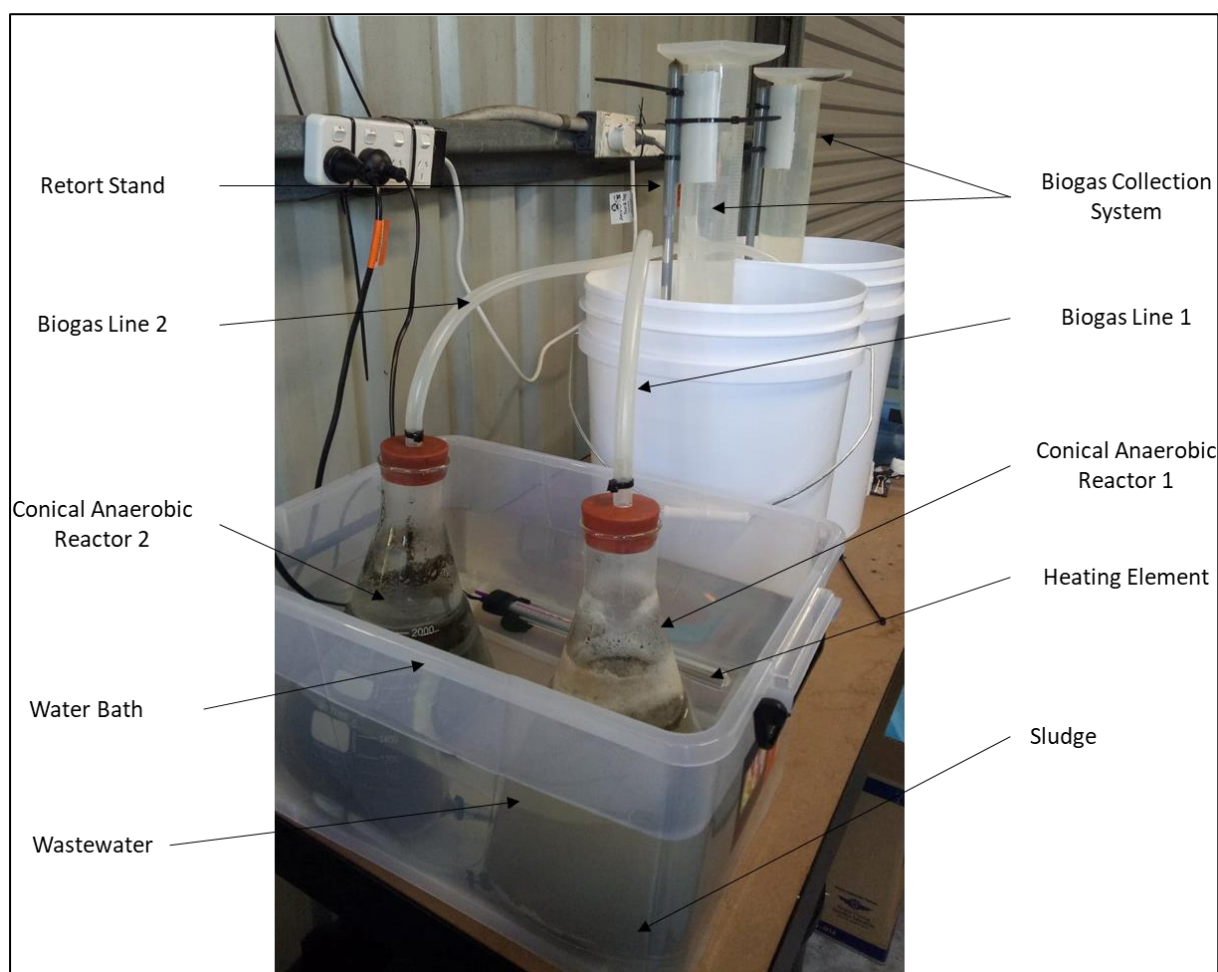 Retort Stand
Biogas Collection
System
Biogas Line 2
Biogas Line 1
Conical Anaerobic
Reactor 1
Conical Anaerobic
Reactor 2
Heating Element
Water Bath
Sludge
Wastewater
2000